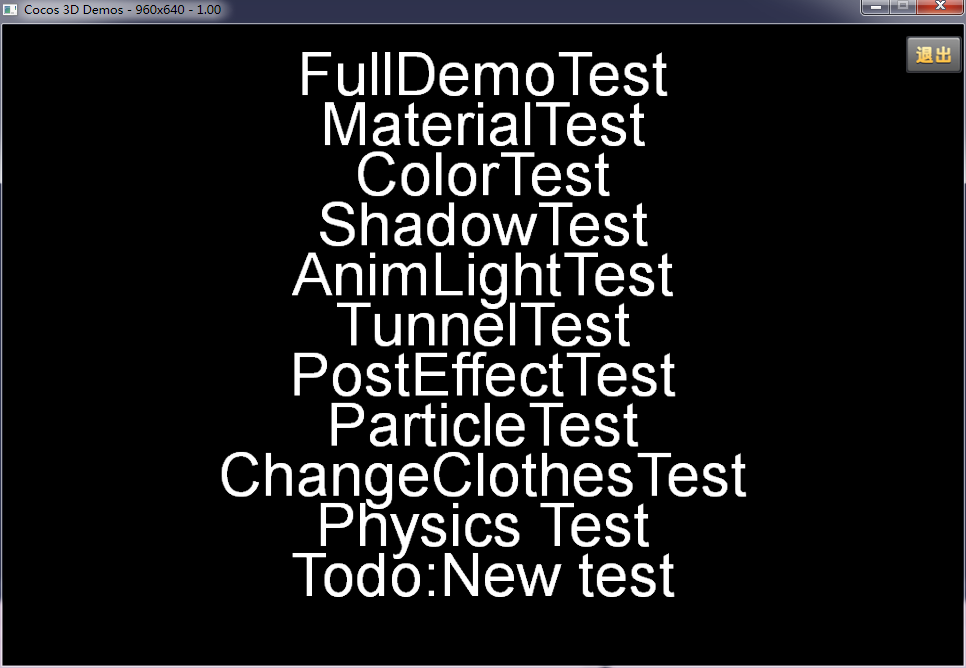 Cocos 3D Demos - 960x640 - 1.00
退出
FullDemoTest
MaterialTest
ColorTest
ShadowTest
AnimLightTest
TunnelTest
PostEffectTest
ParticleTest
ChangeClothesTest
Physics Test
Todo:New test